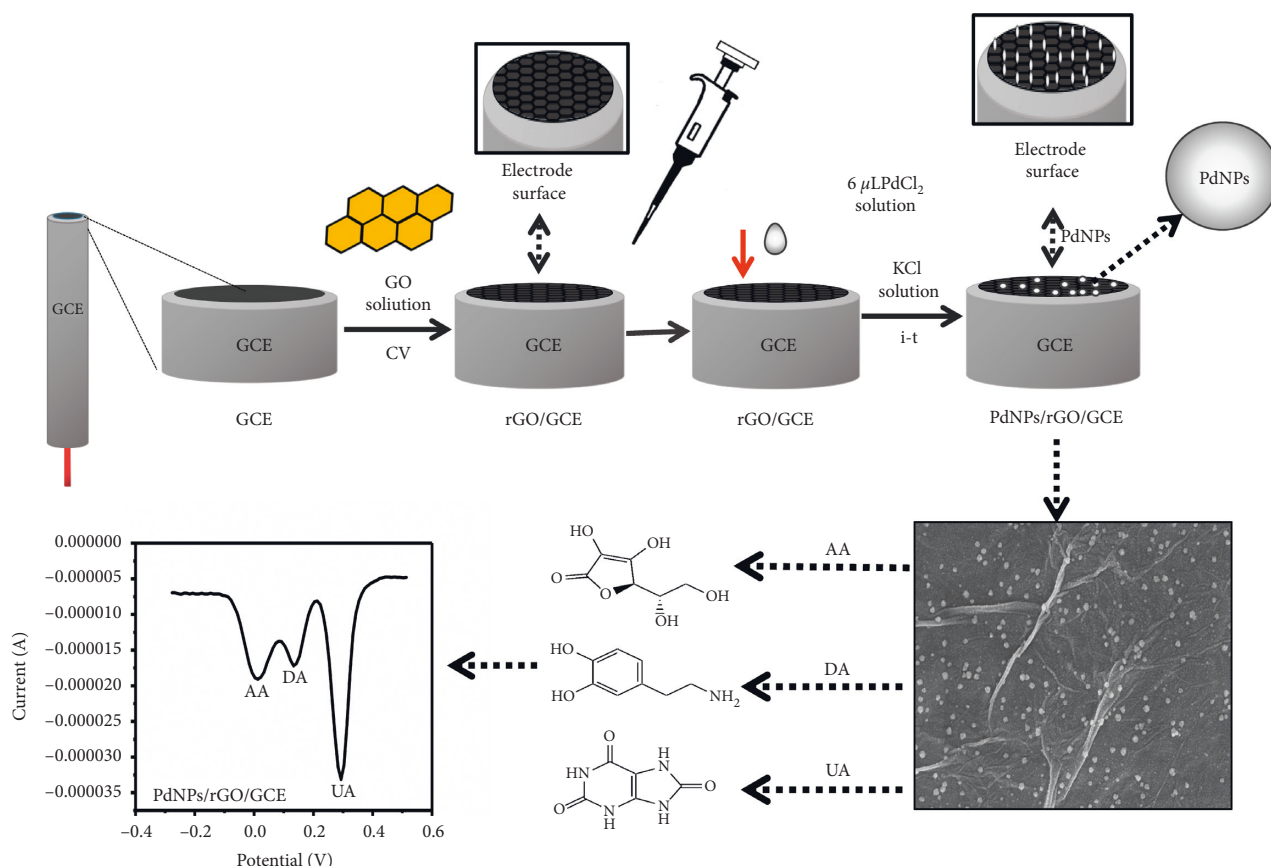 Electrode
surface
Electrode
surface
6 μLPdCl2
solution
PdNPs
PdNPs
GCE
GO
soliution
CV
KCl
solution
i-t
GCE
GCE
GCE
GCE
GCE
rGO/GCE
rGO/GCE
PdNPs/rGO/GCE
0.000000
−0.000005
−0.000010
−0.000015
−0.000020
−0.000025
−0.000030
−0.000035
Current (A)
AA
DA
UA
PdNPs/rGO/GCE
−0.4
−0.2
0.0
0.2
0.4
0.6
Potential (V)
HO
HO
O
O
OH
OH
HO
HO
NH2
O
H
N
HN
O
O
N
H
N
H
AA
DA
UA